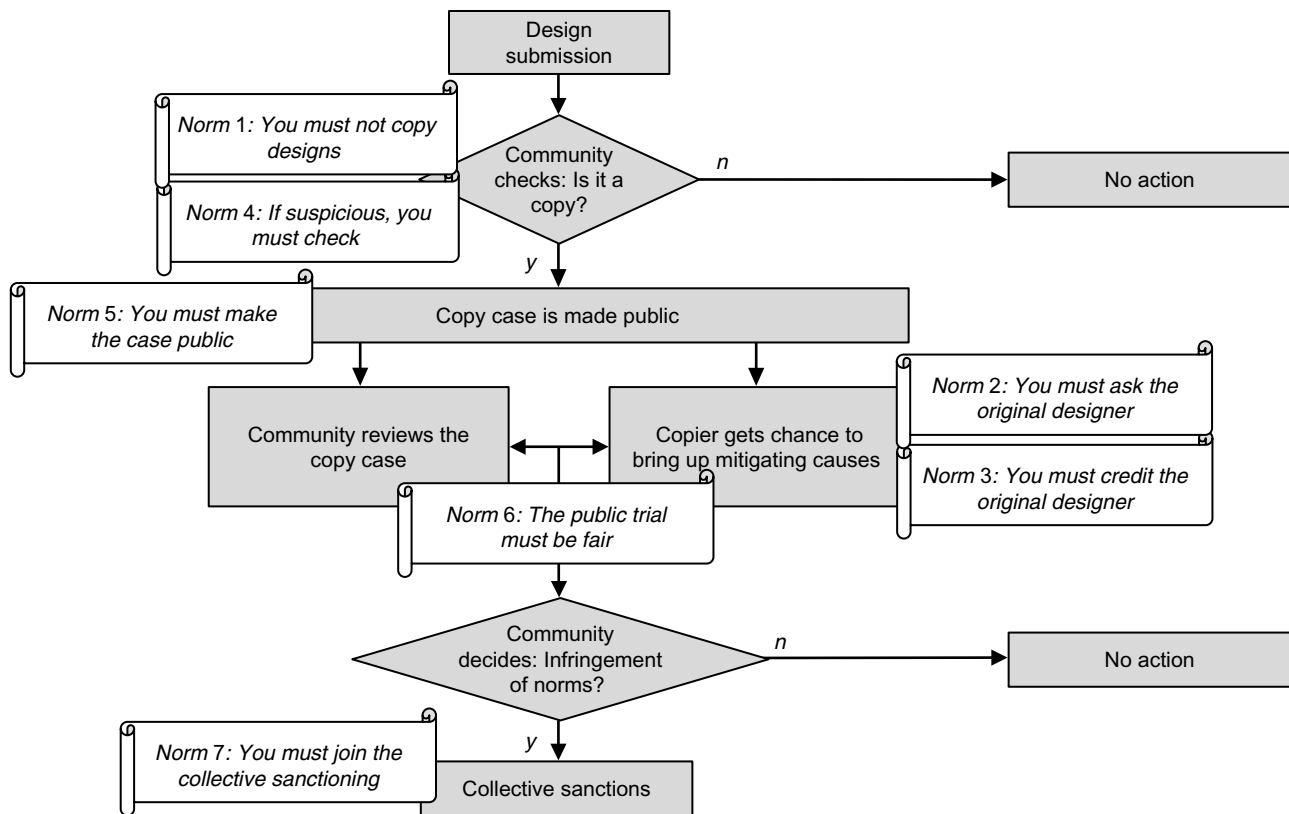 Design
submission
Norm 1: You must not copy
designs
Community
checks: Is it a
copy?
n
No action
Norm 4: If suspicious, you
must check
y
Norm 5: You must make
the case public
Copy case is made public
Norm 2: You must ask the
original designer
Community reviews the
copy case
Copier gets chance to
bring up mitigating causes
Norm 3: You must credit the
original designer
Norm 6: The public trial
must be fair
Community
decides: Infringement
of norms?
n
No action
y
Norm 7: You must join the
collective sanctioning
Collective sanctions